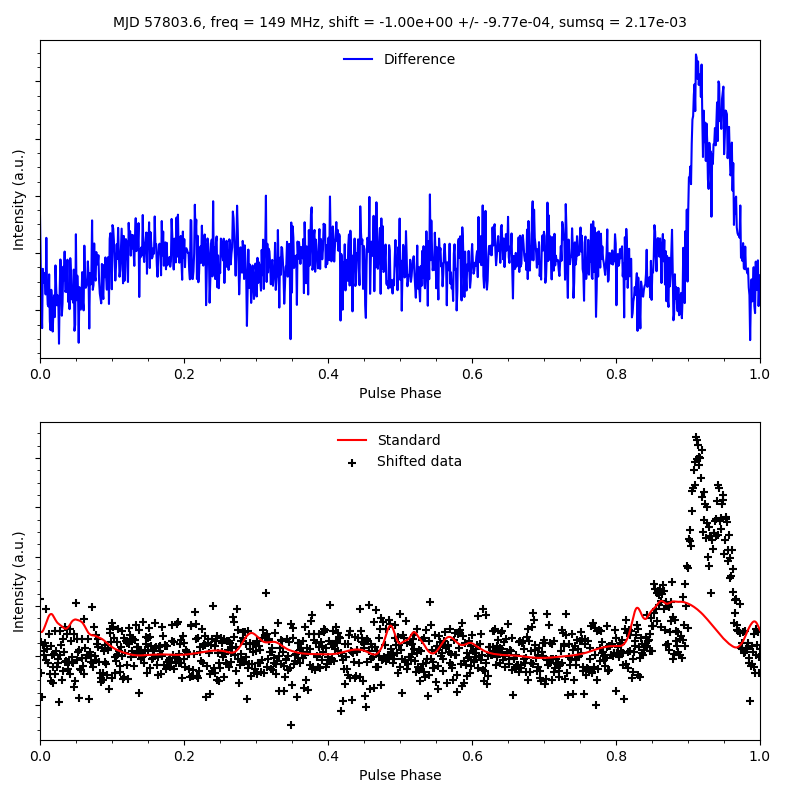 MJD 57803.6, freq = 149 MHz, shift = -1.00e+00 +/- -9.77e-04, sumsq = 2.17e-03
Difference
Intensity (a.u.)
0.0 0.2 0.4 0.6 0.8 1.0
Pulse Phase
Standard
Shifted data
Intensity (a.u.)
0.0 0.2 0.4 0.6 0.8 1.0
Pulse Phase